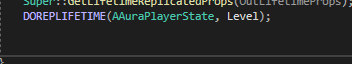 Super::GetLifetimeReplicatedProps(OutLifetimeProps);
DOREPLIFETIME(AAuraPlayerState, Level);
}